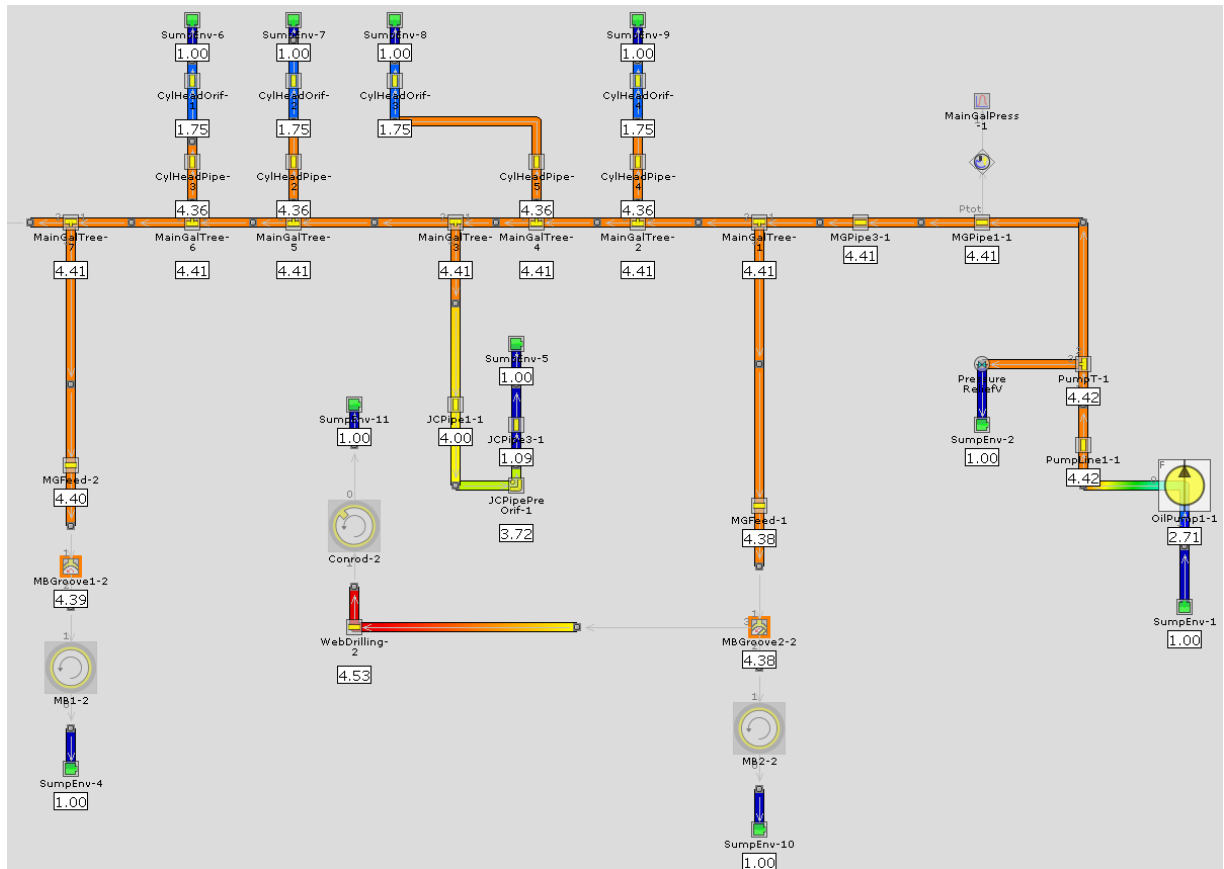 SumpEnv-6
SumpEnv-7
SumpEnv-8
SumpEnv-9
1.00
1.00
1.00
1.00
CylHeadOrif-
1
CylHeadOrif-
2
CylHeadOrif-
3
CylHeadOrif-
4
1.75
1.75
1.75
1.75
MainGalPress
-1
CylHeadPipe-
3
CylHeadPipe-
2
CylHeadPipe-
5
CylHeadPipe-
4
4.36
4.36
4.36
4.36
Ptot
MainGalTree-
7
MainGalTree-
6
MainGalTree-
5
MainGalTree-
3
MainGalTree-
4
MainGalTree-
2
MainGalTree-
1
MGPipe3-1
MGPipe1-1
4.41
4.41
4.41
4.41
4.41
4.41
4.41
4.41
4.41
SumpEnv-5
1.00
Pressure
ReliefV
PumpT-1
4.42
SumpEnv-11
1.00
JCPipe1-1
4.00
JCPipe3-1
1.09
SumpEnv-2
1.00
PumpLine1-1
4.42
MGFeed-2
4.40
JCPipePre
Orif-1
3.72
MGFeed-1
4.38
F
OilPump1-1
2.71
0
Conrod-2
1
MBGroove1-2
4.39
1
MB1-2
WebDrilling-
2
4.53
MBGroove2-2
4.38
SumpEnv-1
1.00
1
MB2-2
SumpEnv-4
1.00
SumpEnv-10
1.00